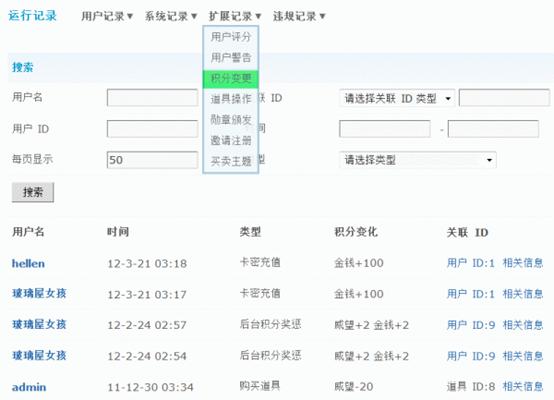 运行记录 用户记录▼ 系统记录▼ 扩展记录▼ 违规记录▼
用户评分
搜索 用户警告
积分变更
用户名 道具操作 联 ID 请选择关联 ID 类型
勋章颁发
用户 ID 间 -
邀请注册
每页显示 50 买卖主题 型 请选择类型
搜索
用户名 时间 类型 积分变化 关联 ID
hellen 12-3-21 03:18 卡密充值 金钱+100 用户 ID:1 相关信息
玻璃屋女孩 12-3-21 03:17 卡密充值 金钱+100 用户 ID:1 相关信息
玻璃屋女孩 12-2-24 02:57 后台积分奖惩 威望+2 金钱+2 用户 ID:9 相关信息
玻璃屋女孩 12-2-24 02:54 后台积分奖惩 威望+2 金钱+2 用户 ID:9 相关信息
admin 11-12-30 03:34 购买道具 威望-20 道具 ID:8 相关信息